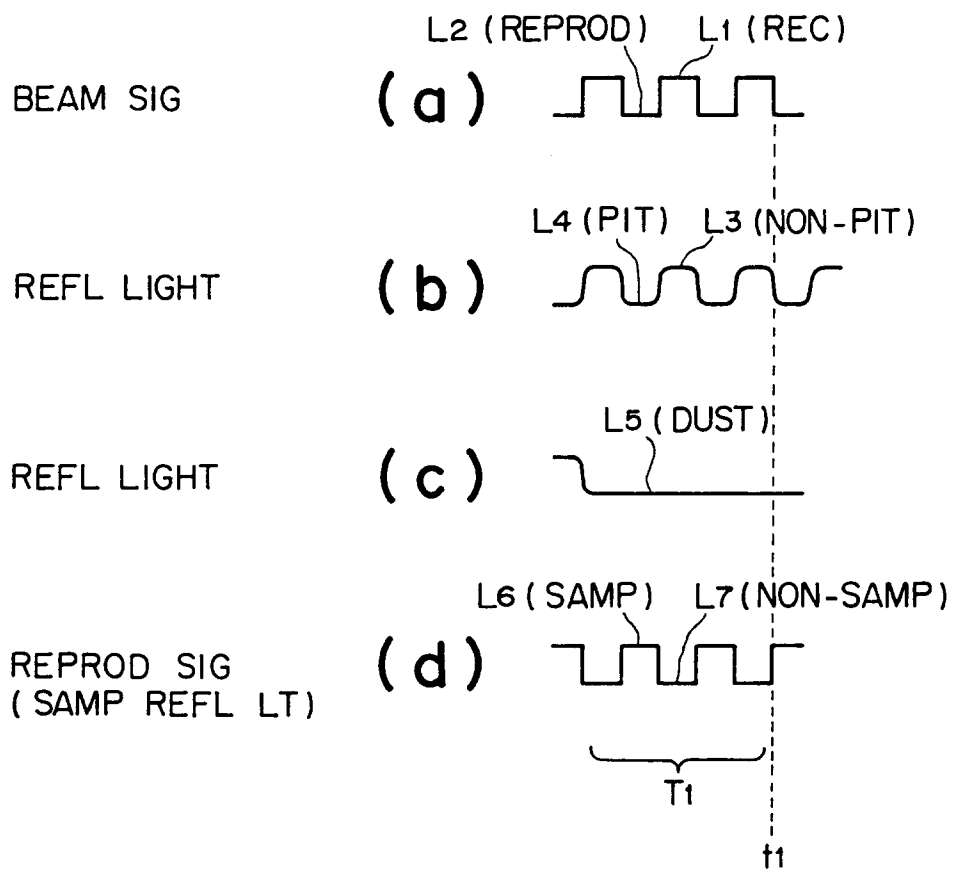 L2 (REPROD) L1 (REC)
BEAM SIG (a)
L4 (PIT) L3 (NON-PIT)
REFL LIGHT (b)
L5 (DUST)
REFL LIGHT (c)
L6 (SAMP) L7 (NON-SAMP)
REPROD SIG (d)
(SAMP REFL LT)
T1
t1